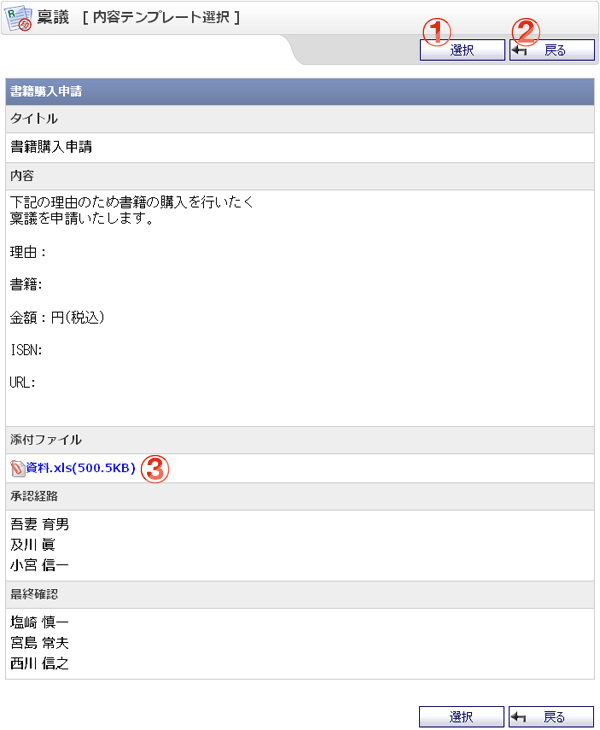 稟議 [ 内容テンプレート選択 ]
① ②
選択 戻る
書籍購入申請
タイトル
書籍購入申請
内容
下記の理由のため書籍の購入を行いたく
稟議を申請いたします。
理由：
書籍:
金額：円(税込)
ISBN:
URL:
添付ファイル
資料.xls(500.5KB) ③
承認経路
吾妻 育男
及川 眞
小宮 信一
最終確認
塩崎 慎一
宮島 常夫
西川 信之
選択 戻る